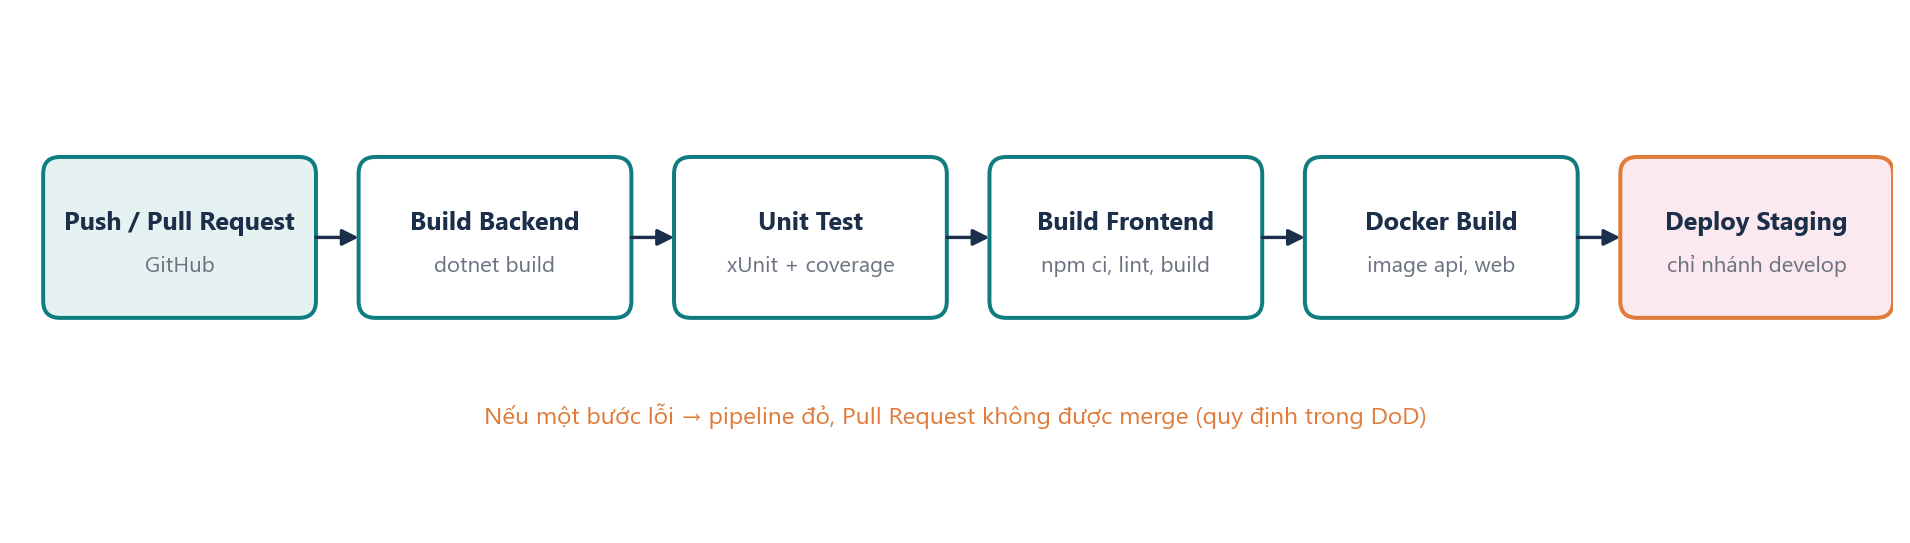 Push / Pull Request
GitHub
Build Backend
dotnet build
Unit Test
xUnit + coverage
Build Frontend
npm ci, lint, build
Docker Build
image api, web
Deploy Staging
chỉ nhánh develop
Nếu một bước lỗi → pipeline đỏ, Pull Request không được merge (quy định trong DoD)